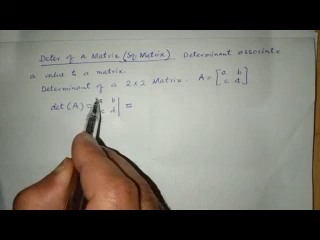 Deter of A Matrix (Sq Matrix). Determinant associate
a value to a matrix.
Determinant of a 2×2 Matrix. A = [a b
c d]
det (A) = |a b
c d| =